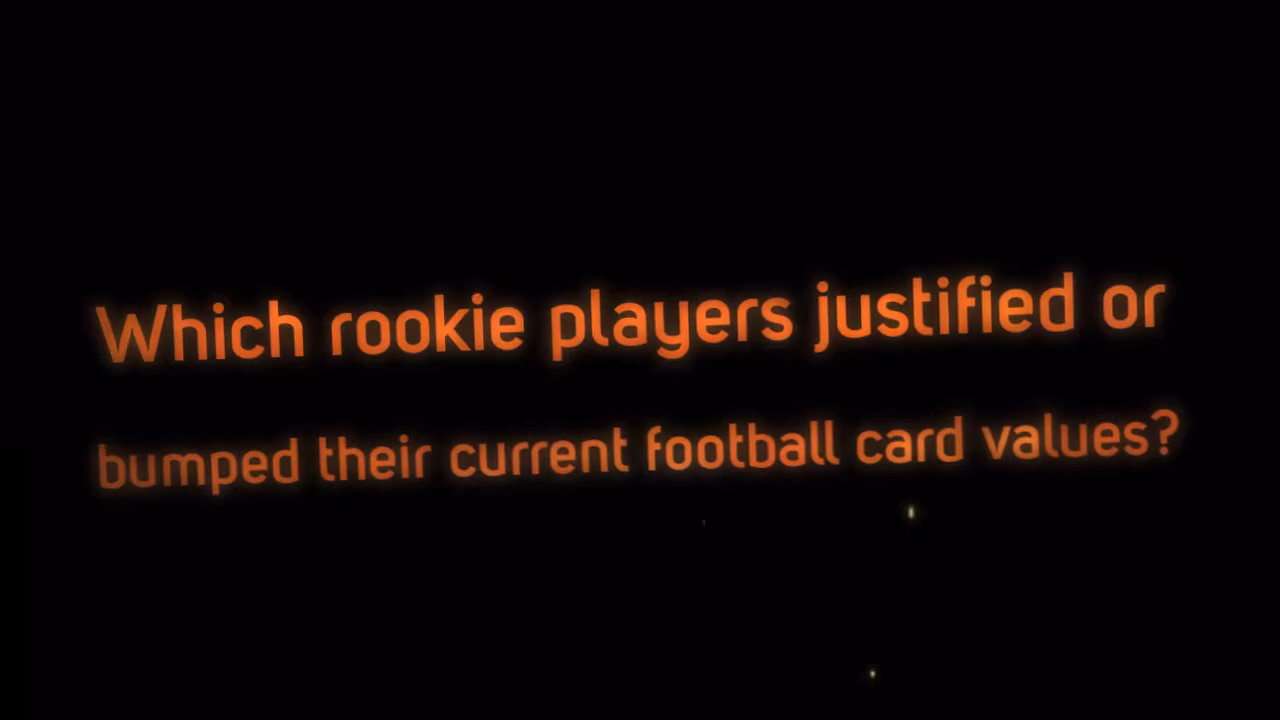 Which rookie players justified or
bumped their current football card values?